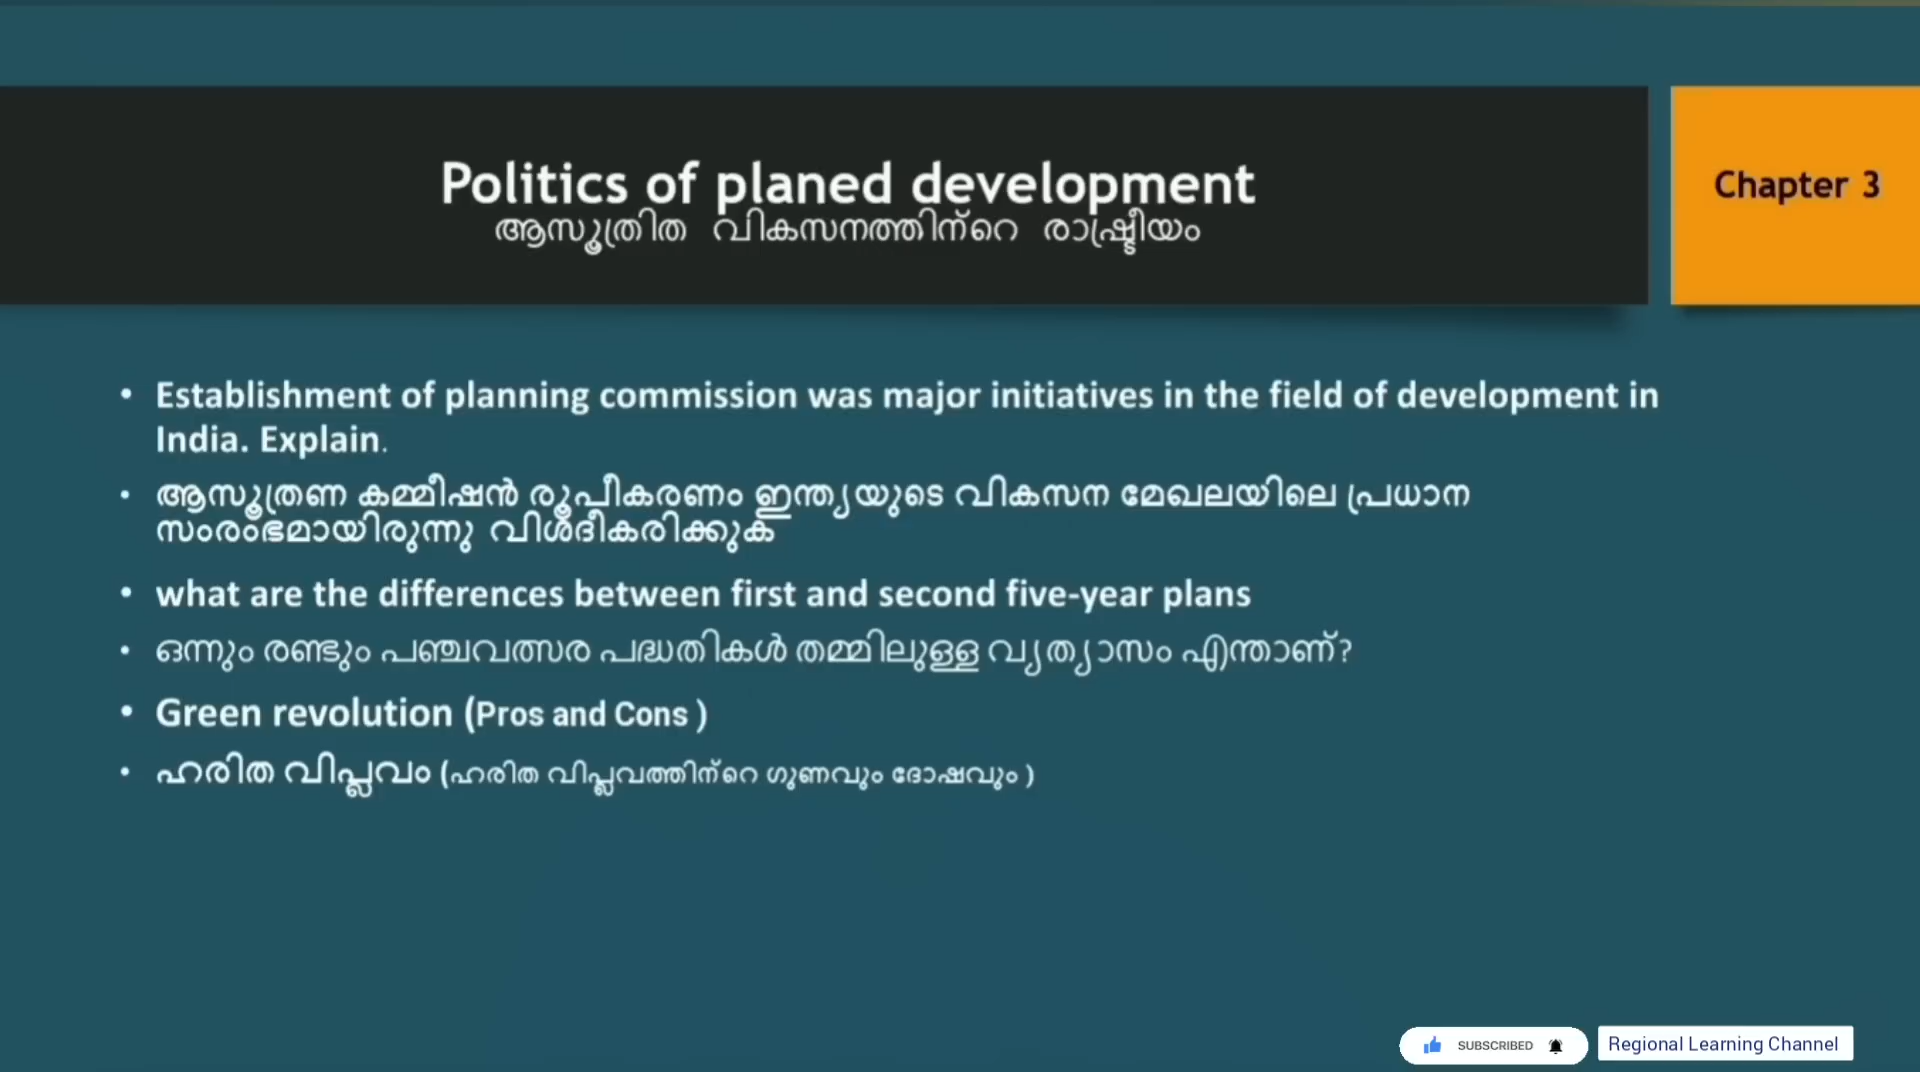 Politics of planed development
ആസൂത്രിത വികസനത്തിന്റെ രാഷ്ട്രീയം
Chapter 3
• Establishment of planning commission was major initiatives in the field of development in
India. Explain.
• ആസൂത്രണ കമ്മീഷൻ രൂപീകരണം ഇന്ത്യയുടെ വികസന മേഖലയിലെ പ്രധാന
സംരംഭമായിരുന്നു വിശദീകരിക്കുക
• what are the differences between first and second five-year plans
• ഒന്നും രണ്ടും പഞ്ചവത്സര പദ്ധതികൾ തമ്മിലുള്ള വ്യത്യാസം എന്താണ്?
• Green revolution (Pros and Cons )
• ഹരിത വിപ്ലവം (ഹരിത വിപ്ലവത്തിന്റെ ഗുണവും ദോഷവും )
SUBSCRIBED
Regional Learning Channel